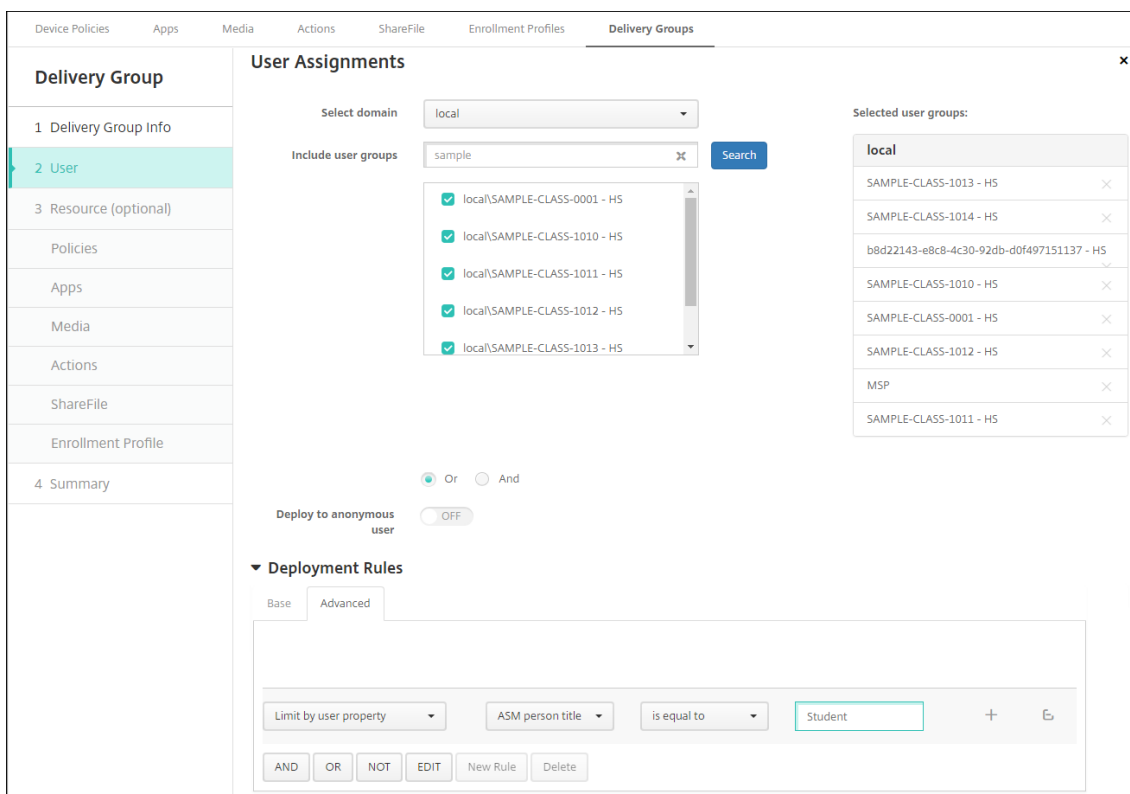 Device Policies Apps Media Actions ShareFile Enrollment Profiles Delivery Groups
Delivery Group
1 Delivery Group Info
2 User
3 Resource (optional)
Policies
Apps
Media
Actions
ShareFile
Enrollment Profile
4 Summary
User Assignments
Select domain local
Include user groups sample Search
local\SAMPLE-CLASS-0001 - HS
local\SAMPLE-CLASS-1010 - HS
local\SAMPLE-CLASS-1011 - HS
local\SAMPLE-CLASS-1012 - HS
local\SAMPLE-CLASS-1013 - HS
Selected user groups:
local
SAMPLE-CLASS-1013 - HS
SAMPLE-CLASS-1014 - HS
b8d22143-e8c8-4c30-92db-d0f497151137 - HS
SAMPLE-CLASS-1010 - HS
SAMPLE-CLASS-0001 - HS
SAMPLE-CLASS-1012 - HS
MSP
SAMPLE-CLASS-1011 - HS
Or And
Deploy to anonymous
user
OFF
Deployment Rules
Base Advanced
Limit by user property ASM person title is equal to Student
AND OR NOT EDIT New Rule Delete